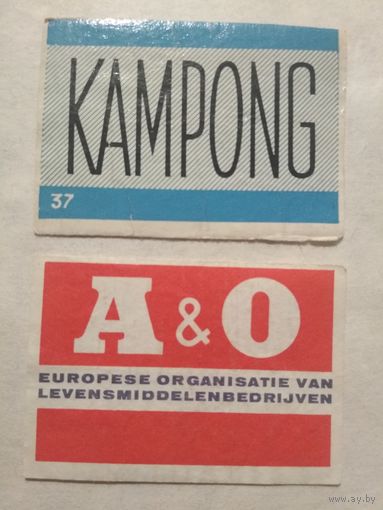 KAMPONG
37
A & O
EUROPESE ORGANISATIE VAN
LEVENSMIDDELENBEDRIJVEN
www.ay.by